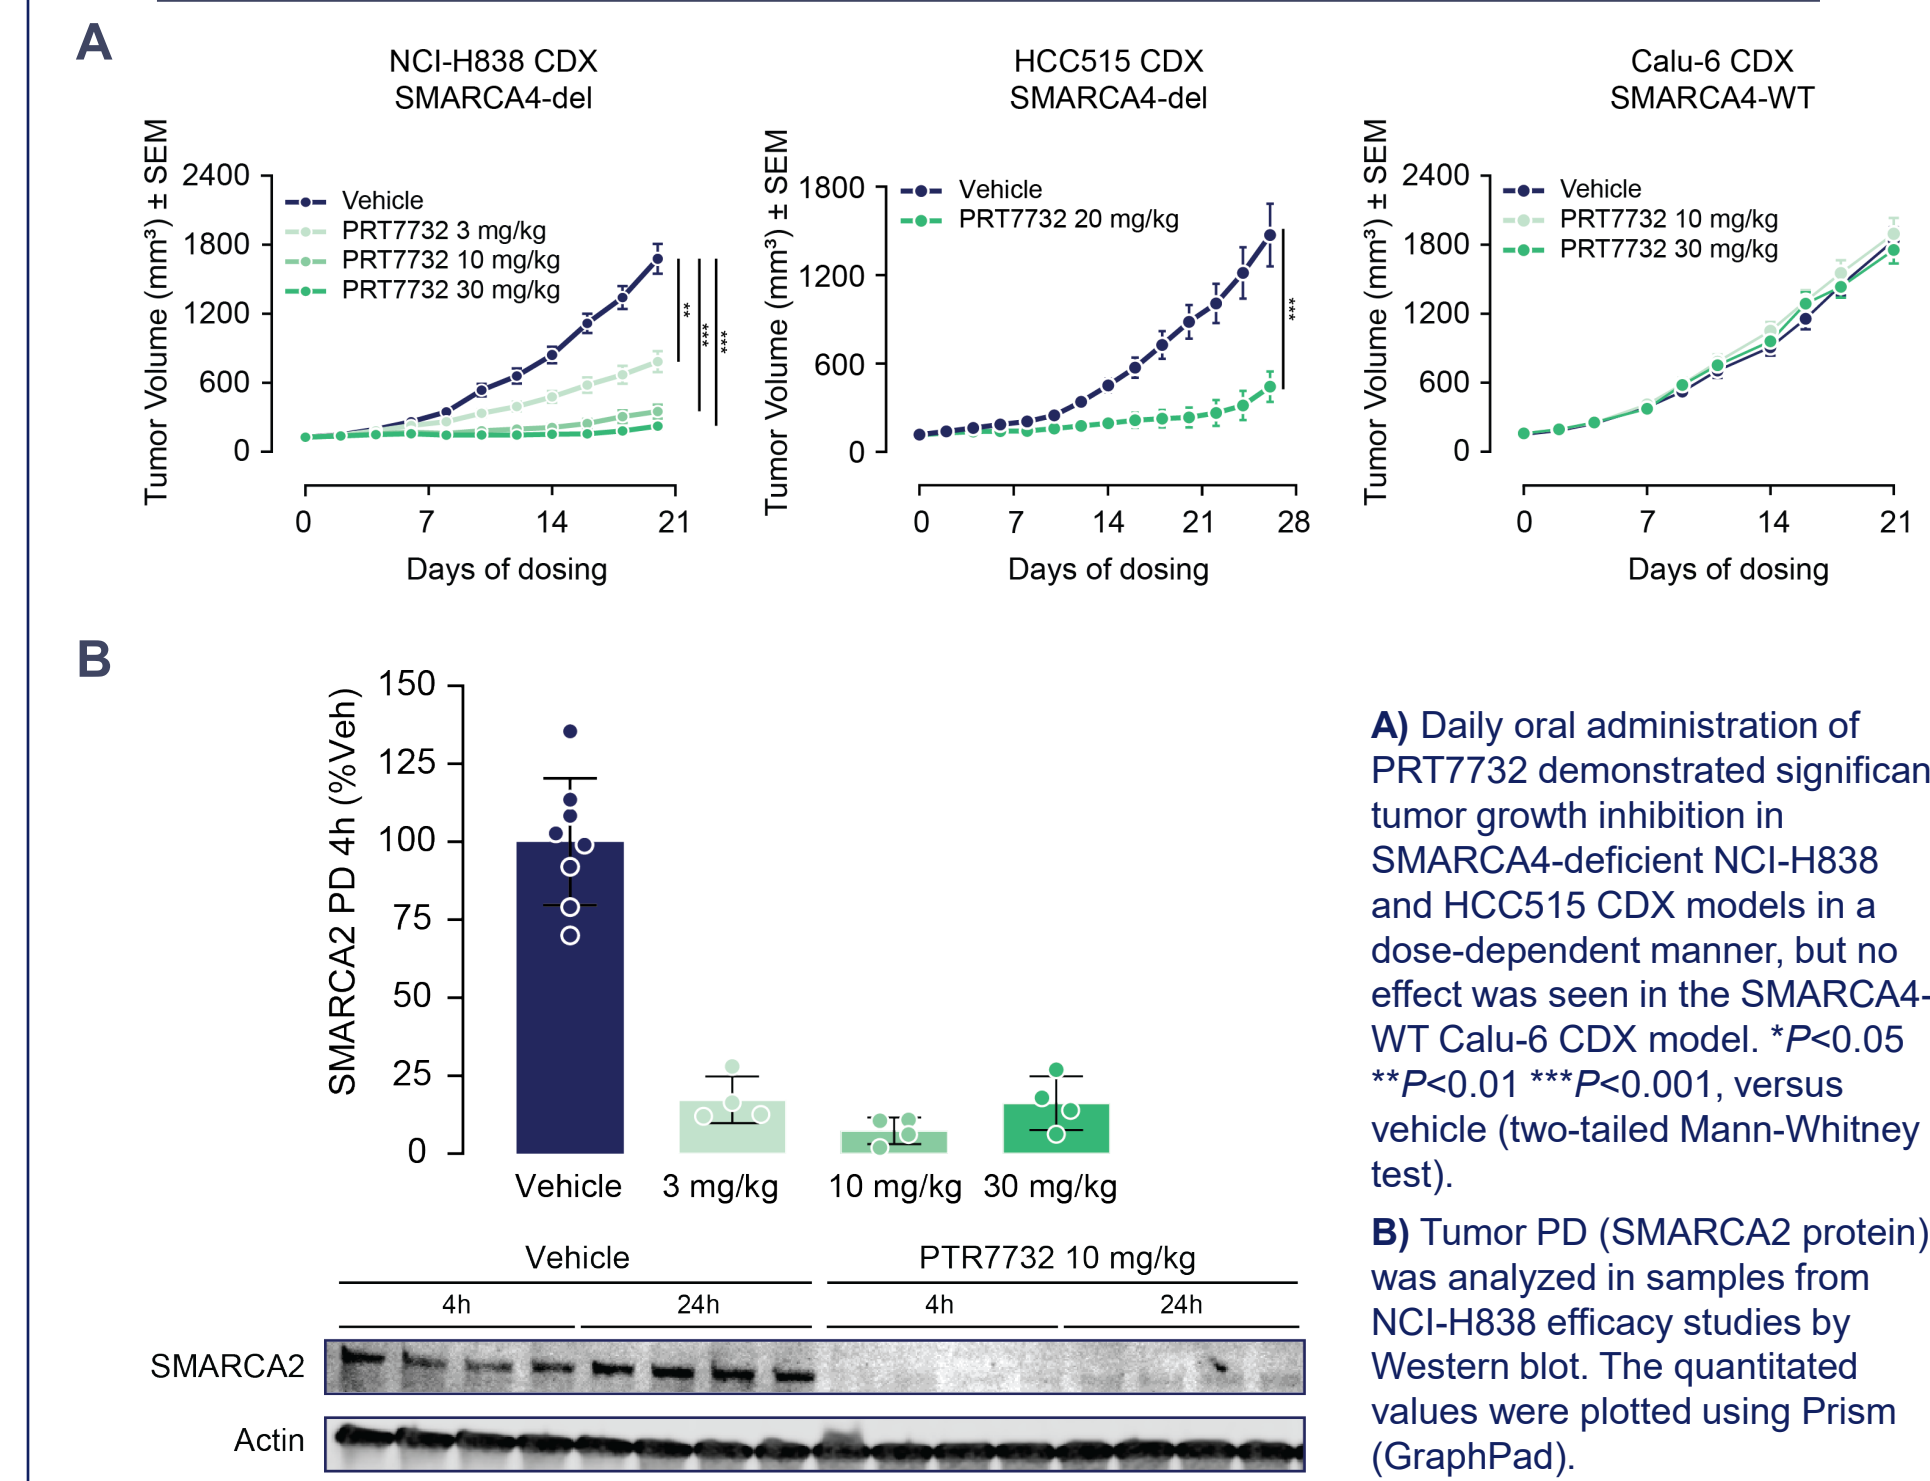 A
NCI-H838 CDX
SMARCA4-del
Tumor Volume (mm³) ± SEM
2400
1800
1200
600
0
Vehicle
PRT7732 3 mg/kg
PRT7732 10 mg/kg
PRT7732 30 mg/kg
**
***
***
0 7 14 21
Days of dosing
HCC515 CDX
SMARCA4-del
Tumor Volume (mm³) ± SEM
1800
1200
600
0
Vehicle
PRT7732 20 mg/kg
***
0 7 14 21 28
Days of dosing
Calu-6 CDX
SMARCA4-WT
Tumor Volume (mm³) ± SEM
2400
1800
1200
600
0
Vehicle
PRT7732 10 mg/kg
PRT7732 30 mg/kg
0 7 14 21
Days of dosing
B
SMARCA2 PD 4h (%Veh)
150
125
100
75
50
25
0
Vehicle 3 mg/kg 10 mg/kg 30 mg/kg
Vehicle PTR7732 10 mg/kg
4h 24h 4h 24h
SMARCA2
Actin
A) Daily oral administration of
PRT7732 demonstrated significan
tumor growth inhibition in
SMARCA4-deficient NCI-H838
and HCC515 CDX models in a
dose-dependent manner, but no
effect was seen in the SMARCA4-
WT Calu-6 CDX model. *P<0.05
**P<0.01 ***P<0.001, versus
vehicle (two-tailed Mann-Whitney
test).
B) Tumor PD (SMARCA2 protein)
was analyzed in samples from
NCI-H838 efficacy studies by
Western blot. The quantitated
values were plotted using Prism
(GraphPad).